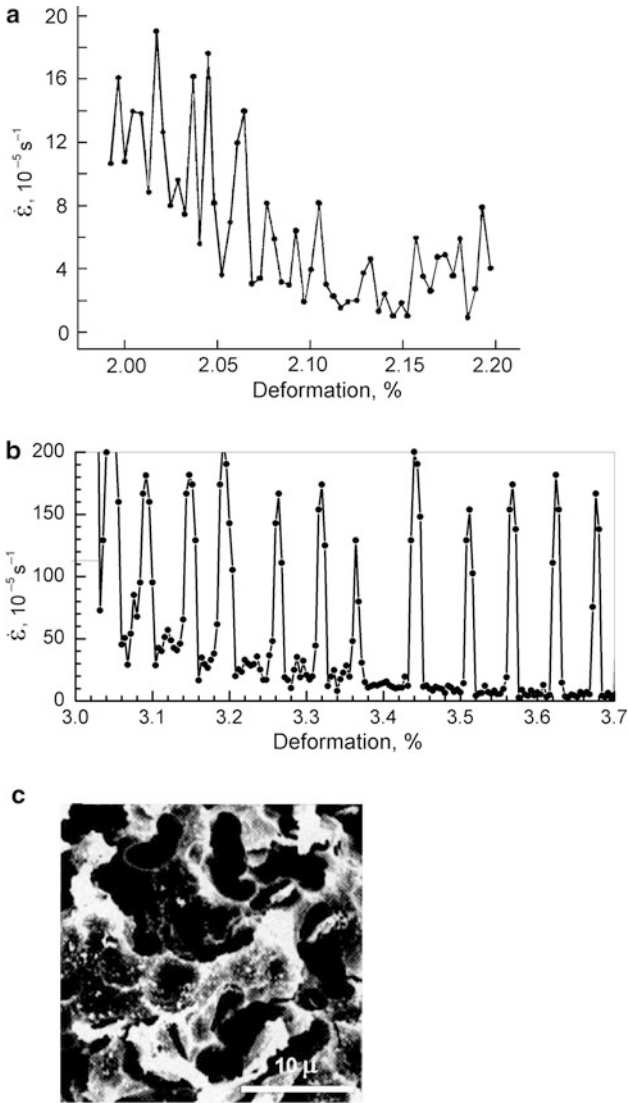 a
20
16
12
8
4
0
ε̇, 10⁻⁵ s⁻¹
2.00 2.05 2.10 2.15 2.20
Deformation, %
b
200
150
100
50
0
ε̇, 10⁻⁵ s⁻¹
3.0 3.1 3.2 3.3 3.4 3.5 3.6 3.7
Deformation, %
c
10 μ